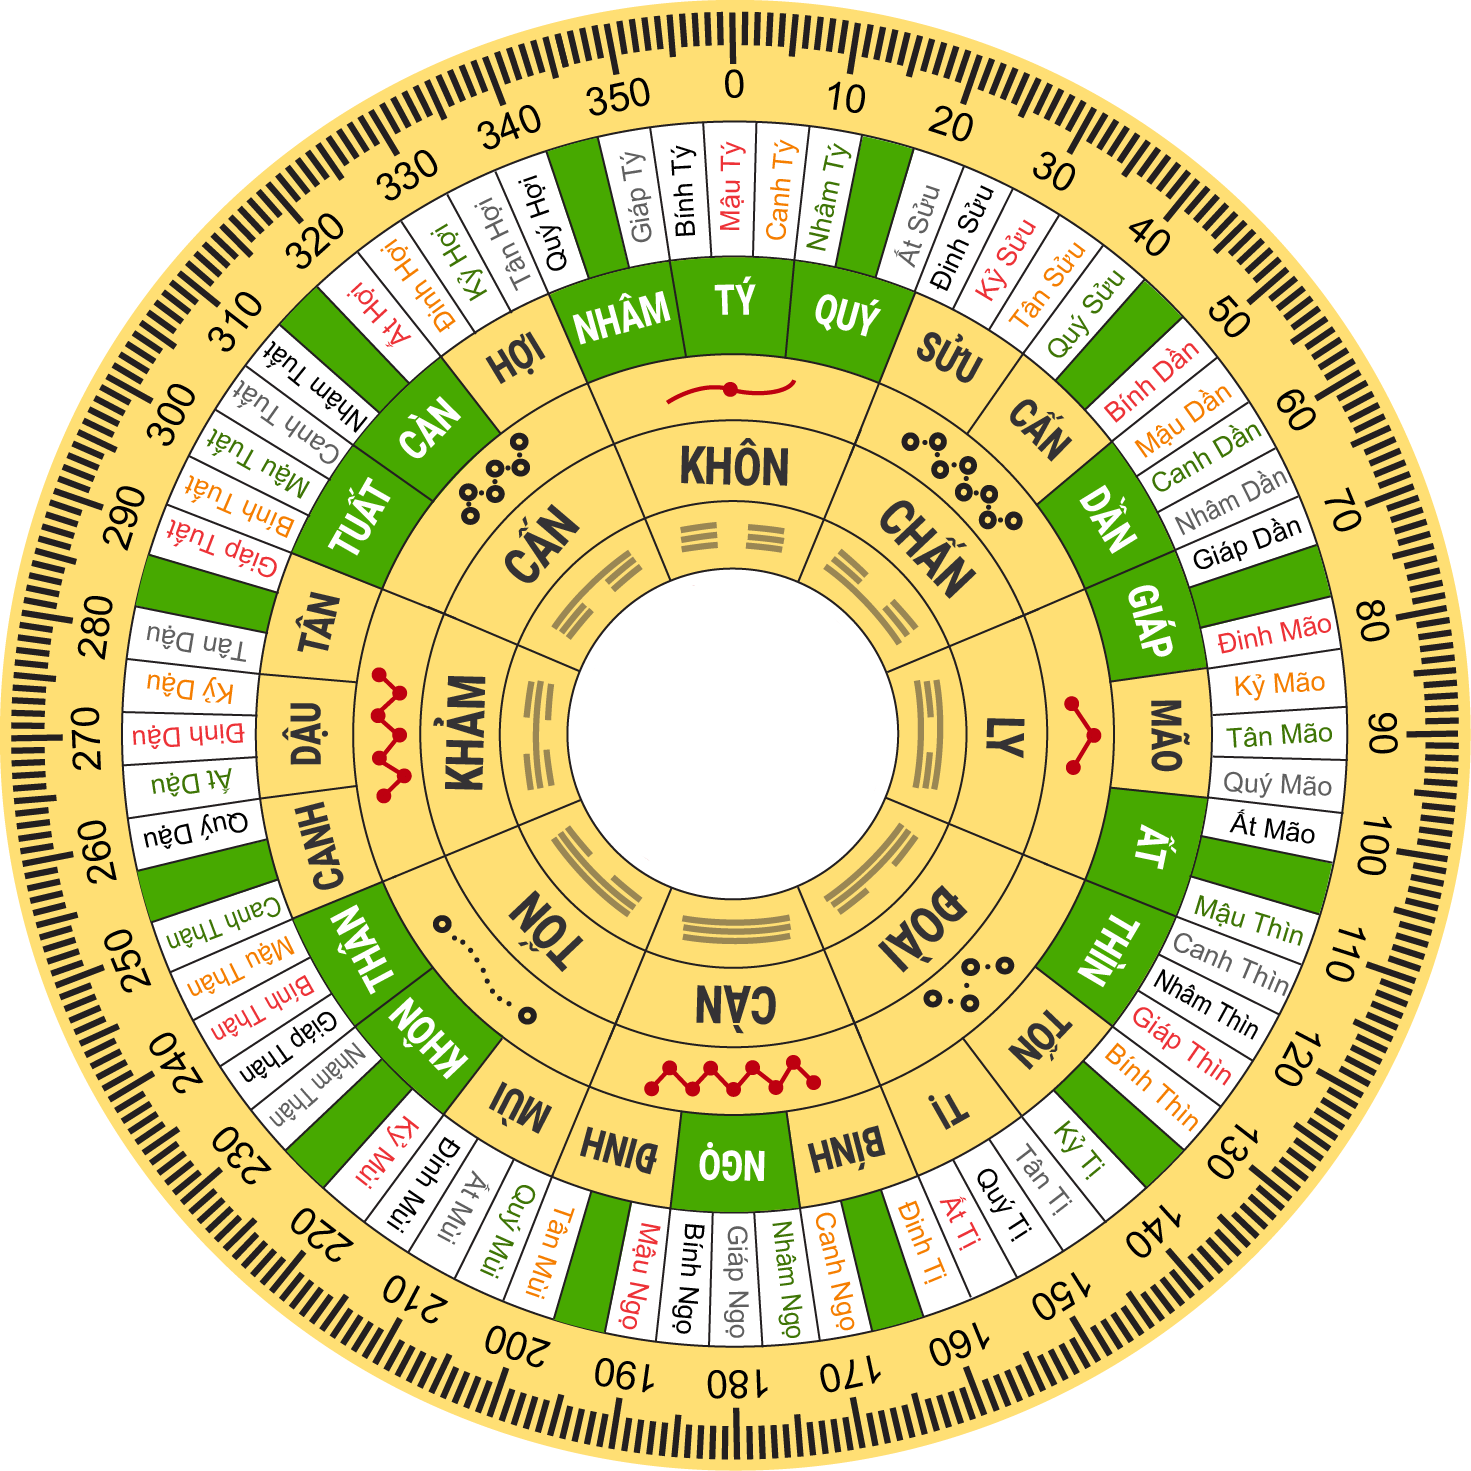 0
10
20
30
40
50
60
70
80
90
100
110
120
130
140
150
160
170
180
190
200
210
220
230
240
250
260
270
280
290
300
310
320
330
340
350
Giáp Tý
Bính Tý
Mậu Tý
Canh Tý
Nhâm Tý
Ất Sửu
Đinh Sửu
Kỷ Sửu
Tân Sửu
Quý Sửu
Bính Dần
Mậu Dần
Canh Dần
Nhâm Dần
Giáp Dần
Đinh Mão
Kỷ Mão
Tân Mão
Quý Mão
Ất Mão
Mậu Thìn
Canh Thìn
Nhâm Thìn
Giáp Thìn
Bính Thìn
Kỷ Tị
Tân Tị
Quý Tị
Ất Tị
Đinh Tị
Canh Ngọ
Nhâm Ngọ
Giáp Ngọ
Bính Ngọ
Mậu Ngọ
Tân Mùi
Quý Mùi
Ất Mùi
Đinh Mùi
Kỷ Mùi
Nhâm Thân
Giáp Thân
Bính Thân
Mậu Thân
Canh Thân
Quý Dậu
Ất Dậu
Đinh Dậu
Kỷ Dậu
Tân Dậu
Giáp Tuất
Bính Tuất
Mậu Tuất
Canh Tuất
Nhâm Tuất
Ất Hợi
Đinh Hợi
Kỷ Hợi
Tân Hợi
Quý Hợi
NHÂM
TÝ
QUÝ
SỬU
CẤN
DẦN
GIÁP
MÃO
ẤT
THÌN
TỐN
TỊ
BÍNH
NGỌ
ĐINH
MÙI
KHÔN
THÂN
CANH
DẬU
TÂN
TUẤT
CÀN
HỢI
KHÔN
CHẤN
LY
ĐOÀI
CÀN
TỐN
KHẢM
CẤN